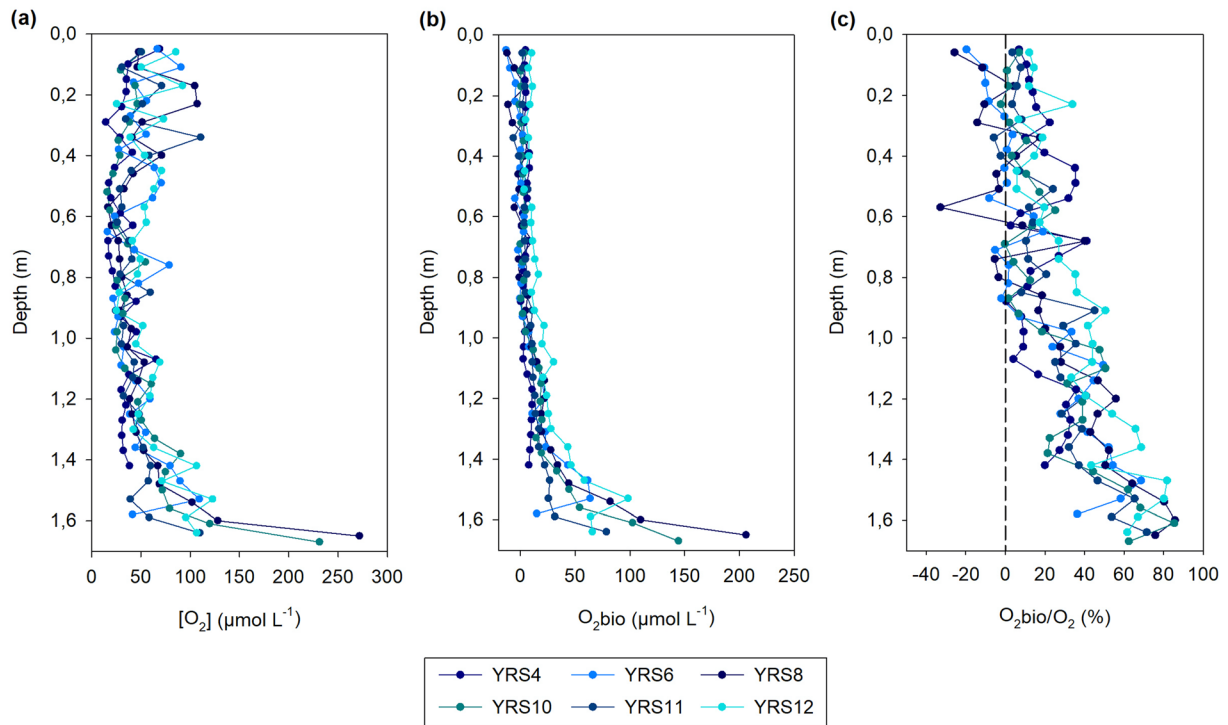 (a)
(b)
(c)
Depth (m)
0,0
0,2
0,4
0,6
0,8
1,0
1,2
1,4
1,6
0 50 100 150 200 250 300
[O₂] (µmol L⁻¹)
Depth (m)
0,0
0,2
0,4
0,6
0,8
1,0
1,2
1,4
1,6
0 50 100 150 200 250
O₂bio (µmol L⁻¹)
Depth (m)
0,0
0,2
0,4
0,6
0,8
1,0
1,2
1,4
1,6
-40 -20 0 20 40 60 80 100
O₂bio/O₂ (%)
YRS4 YRS6 YRS8
YRS10 YRS11 YRS12